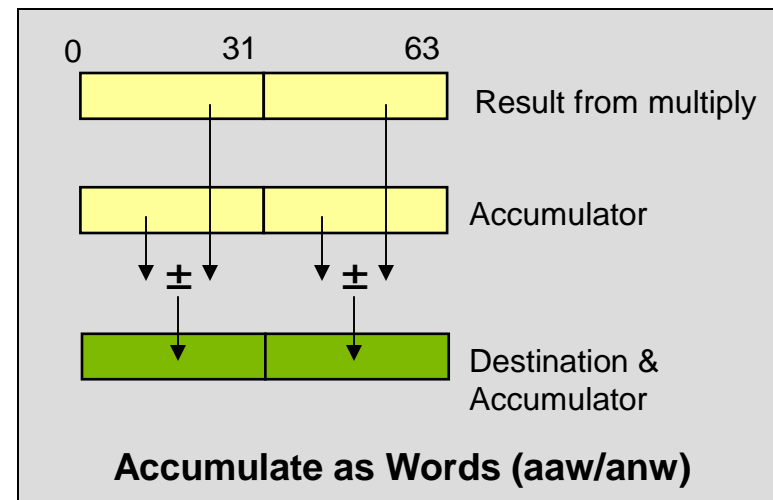 0 31 63
Result from multiply
Accumulator
± ±
Destination &
Accumulator
Accumulate as Words (aaw/anw)